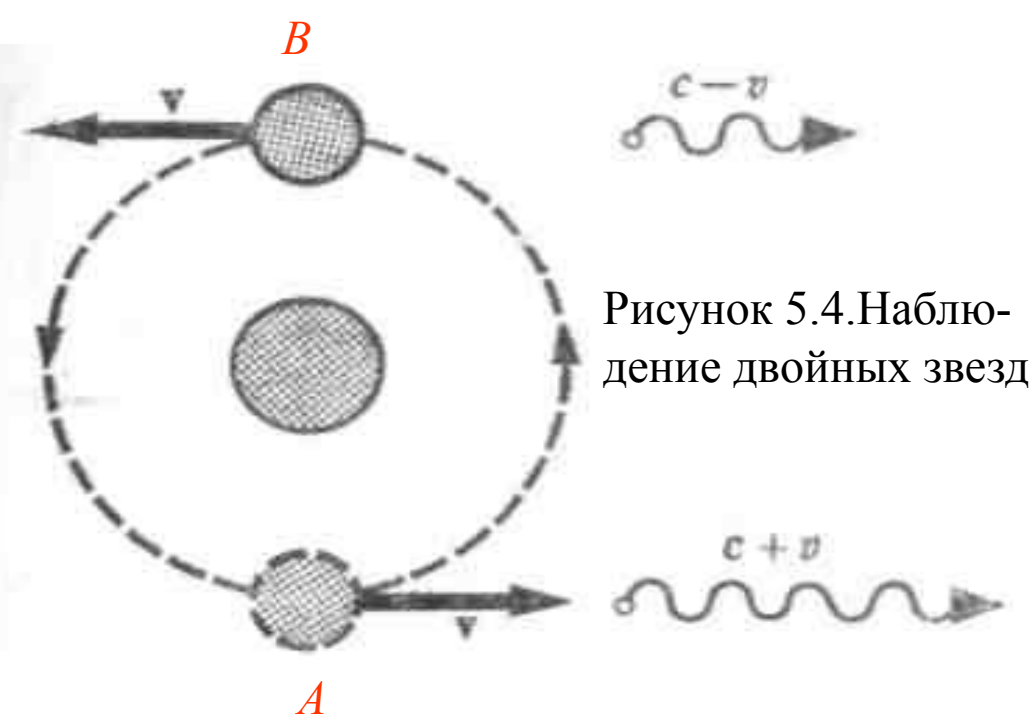 B
v
c − v
Рисунок 5.4.Наблю-
дение двойных звезд
c + v
v
A